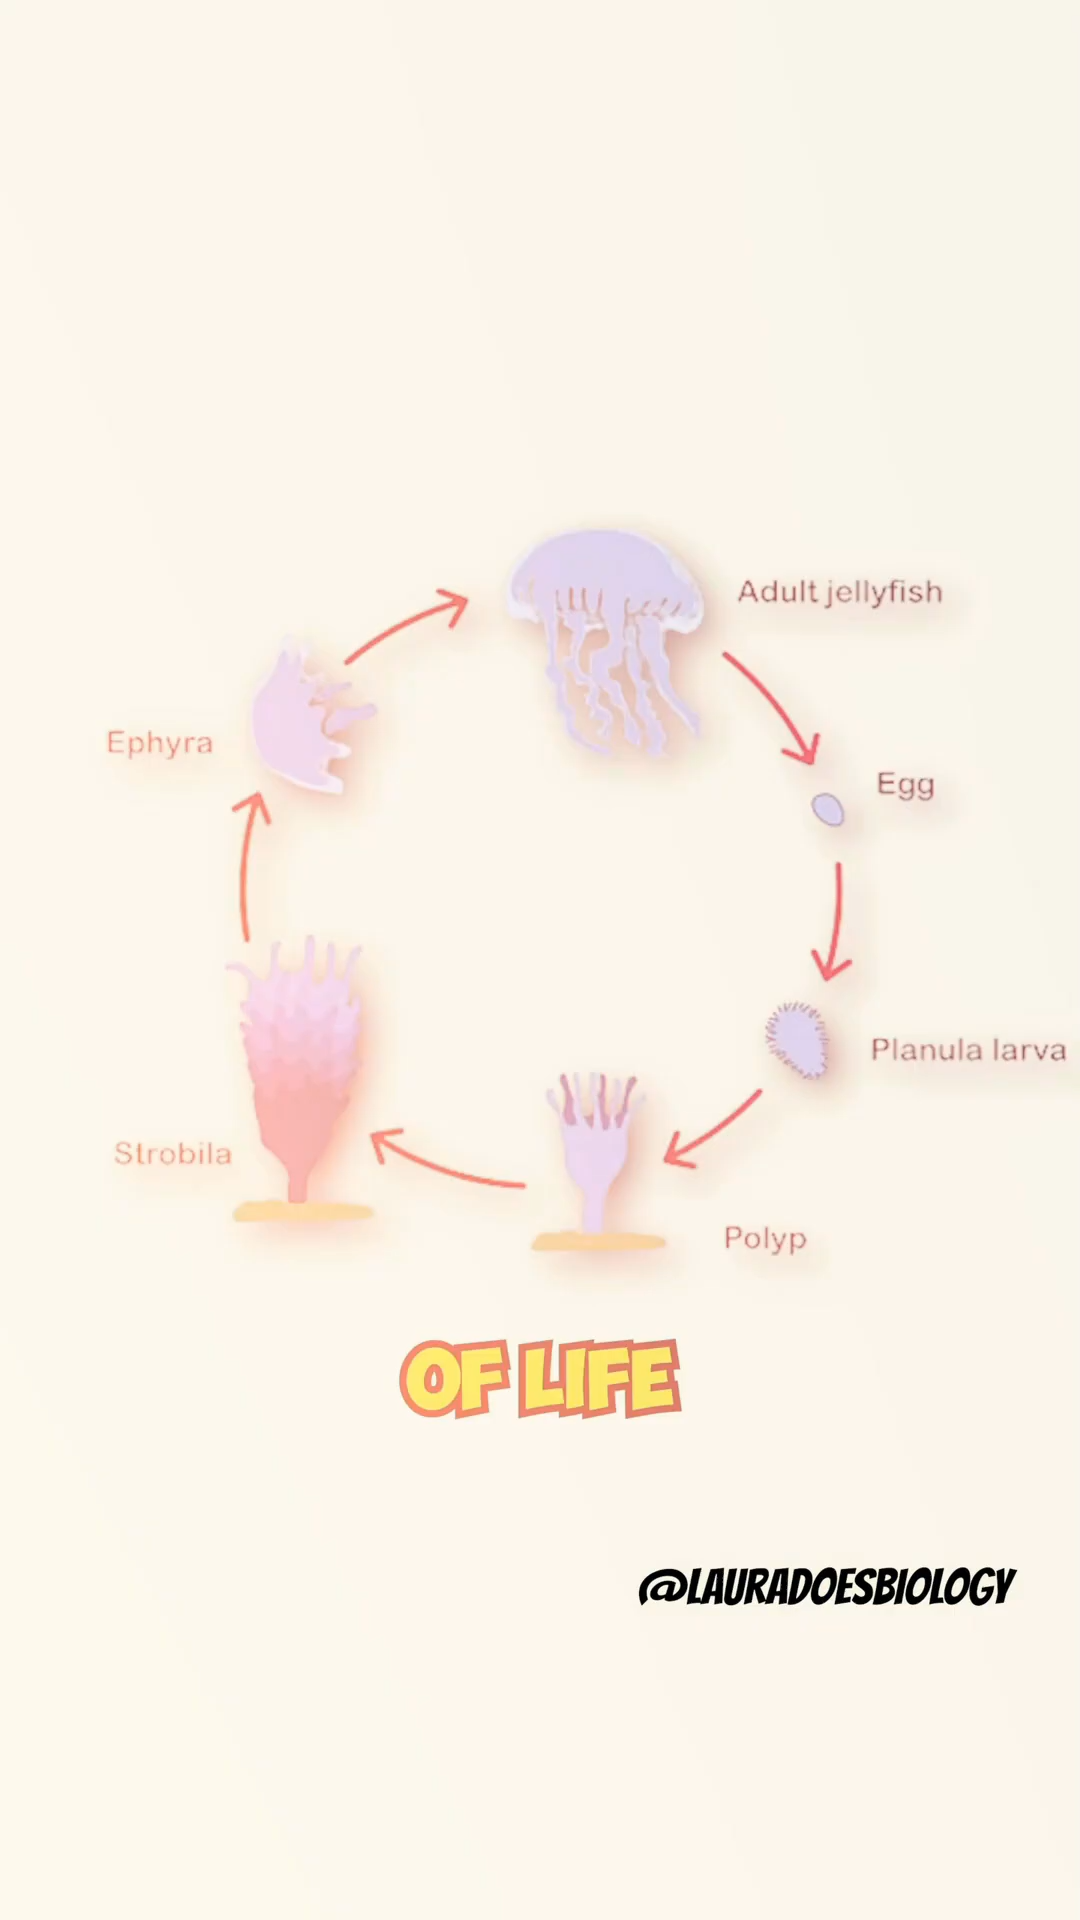 Adult jellyfish
Egg
Ephyra
Planula larva
Strobila
Polyp
OF LIFE
@LAURADOESBIOLOGY